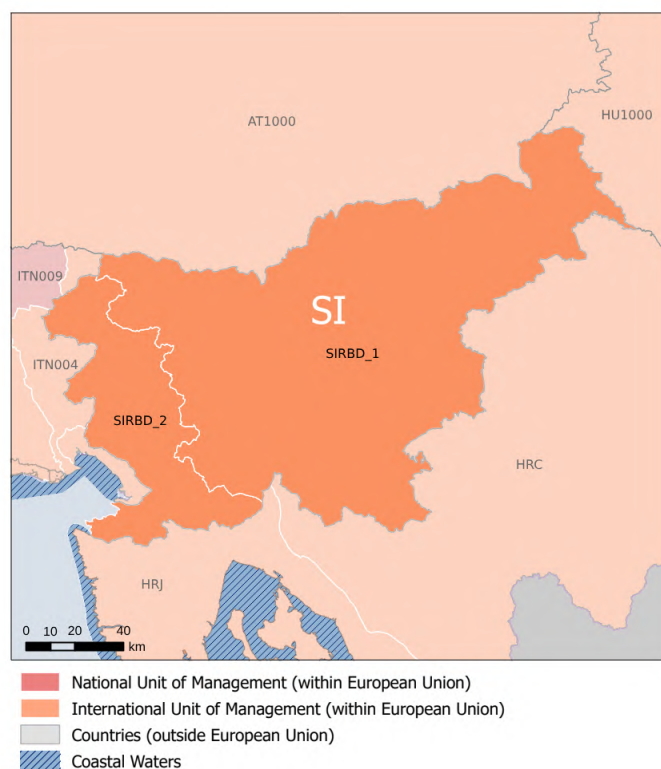 AT1000
HU1000
ITN009
SI
SIRBD_1
ITN004
SIRBD_2
HRC
HRJ
0 10 20 40
km
National Unit of Management (within European Union)
International Unit of Management (within European Union)
Countries (outside European Union)
Coastal Waters